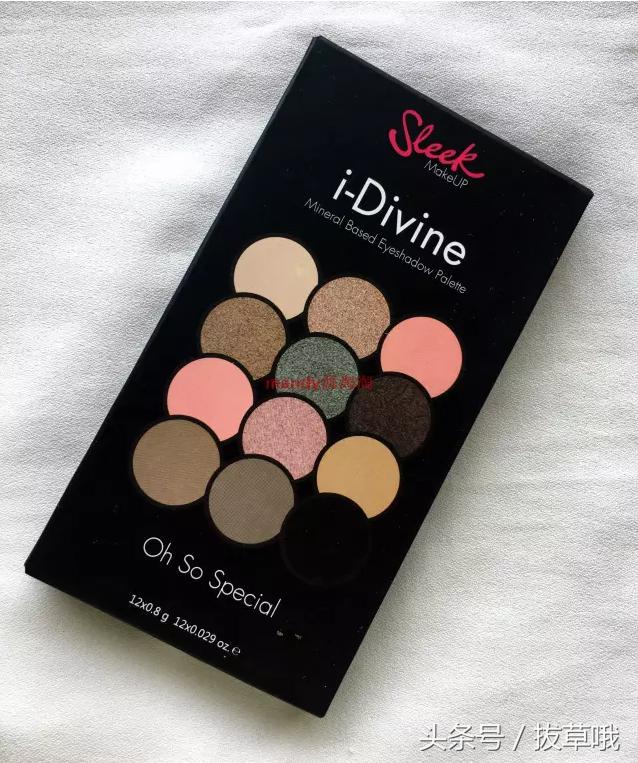 Sleek
MakeUP
i-Divine
Mineral Based Eyeshadow Palette
mandy
Oh So Special
12x0.8 g 12x0.029 oz. ℮
头条号 / 拔草哦